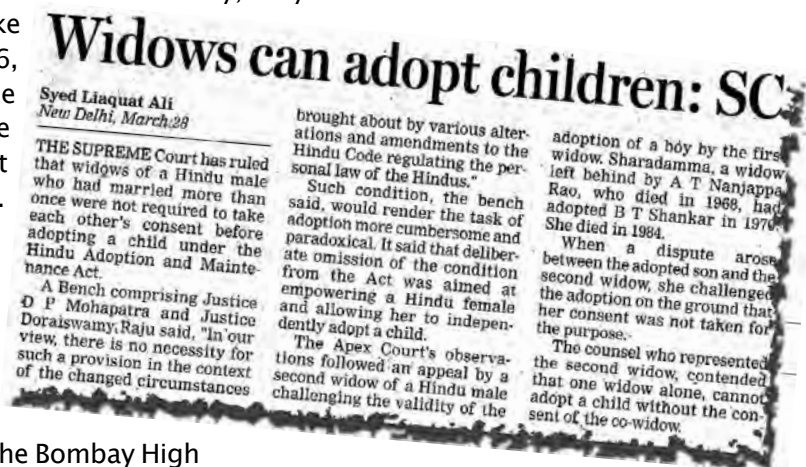 ke
6,
e
e
t
.
Widows can adopt children: SC
Syed Liaquat Ali
New Delhi, March 28
THE SUPREME Court has ruled
that widows of a Hindu male
who had married more than
once were not required to take
each other's consent before
adopting a child under the
Hindu Adoption and Mainte-
nance Act.
A Bench comprising Justice
D P Mohapatra and Justice
Doraiswamy Raju said, "In our
view, there is no necessity for
such a provision in the context
of the changed circumstances
brought about by various alter-
ations and amendments to the
Hindu Code regulating the per-
sonal law of the Hindus."
Such condition, the bench
said, would render the task of
adoption more cumbersome and
paradoxical. It said that deliber-
ate omission of the condition
from the Act was aimed at
empowering a Hindu female
and allowing her to indepen-
dently adopt a child.
The Apex Court's observa-
tions followed an appeal by a
second widow of a Hindu male
challenging the validity of the
adoption of a boy by the first
widow. Sharadamma, a widow
left behind by A T Nanjappa
Rao, who died in 1968, had
adopted B T Shankar in 1970.
She died in 1984.
When a dispute arose
between the adopted son and the
second widow, she challenged
the adoption on the ground that
her consent was not taken for
the purpose.
The counsel who represented
the second widow, contended
that one widow alone, cannot
adopt a child without the con-
sent of the co-widow.
he Bombay High